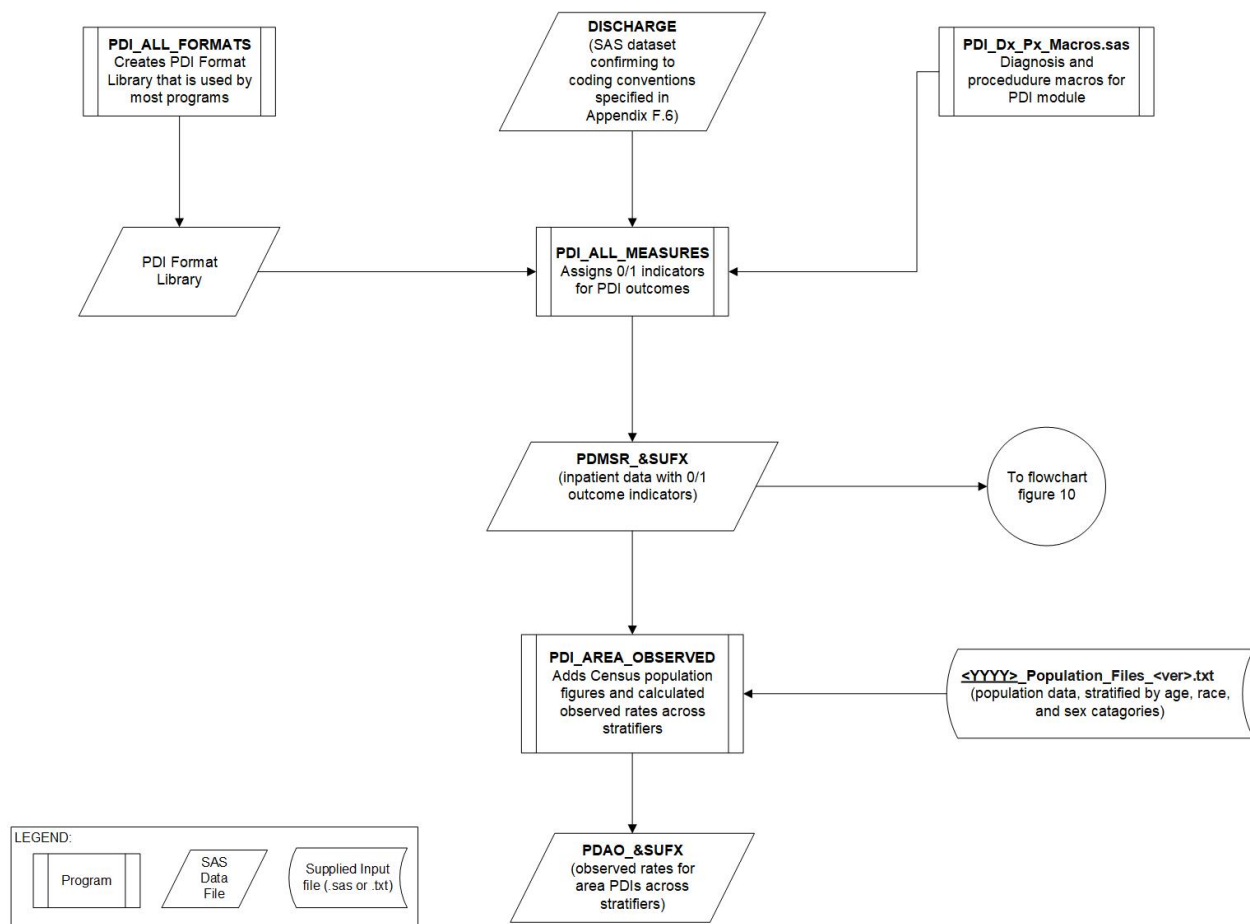 PDI_ALL_FORMATS
Creates PDI Format
Library that is used by
most programs
DISCHARGE
(SAS dataset
confirming to
coding conventions
specified in
Appendix F.6)
PDI_Dx_Px_Macros.sas
Diagnosis and
procedudure macros for
PDI module
PDI Format
Library
PDI_ALL_MEASURES
Assigns 0/1 indicators
for PDI outcomes
PDMSR_&SUFX
(inpatient data with 0/1
outcome indicators)
To flowchart
figure 10
PDI_AREA_OBSERVED
Adds Census population
figures and calculated
observed rates across
stratifiers
<YYYY>_Population_Files_<ver>.txt
(population data, stratified by age, race,
and sex catagories)
PDAO_&SUFX
(observed rates for
area PDIs across
stratifiers)
LEGEND:
Program
SAS
Data
File
Supplied Input
file (.sas or .txt)